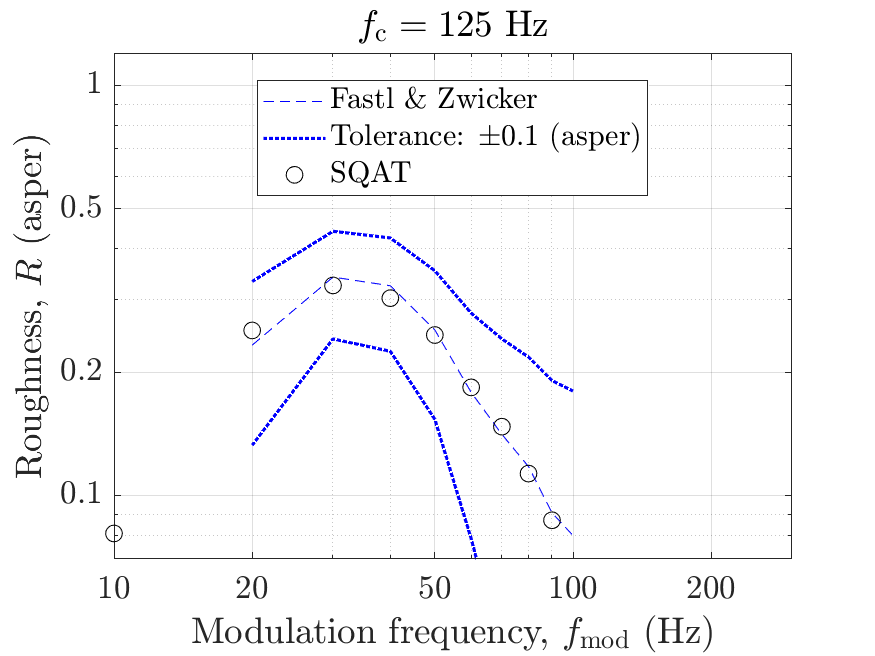 f_c = 125 Hz
Fastl & Zwicker
Tolerance: ±0.1 (asper)
SQAT
Roughness, R (asper)
1
0.5
0.2
0.1
10 20 50 100 200
Modulation frequency, f_mod (Hz)